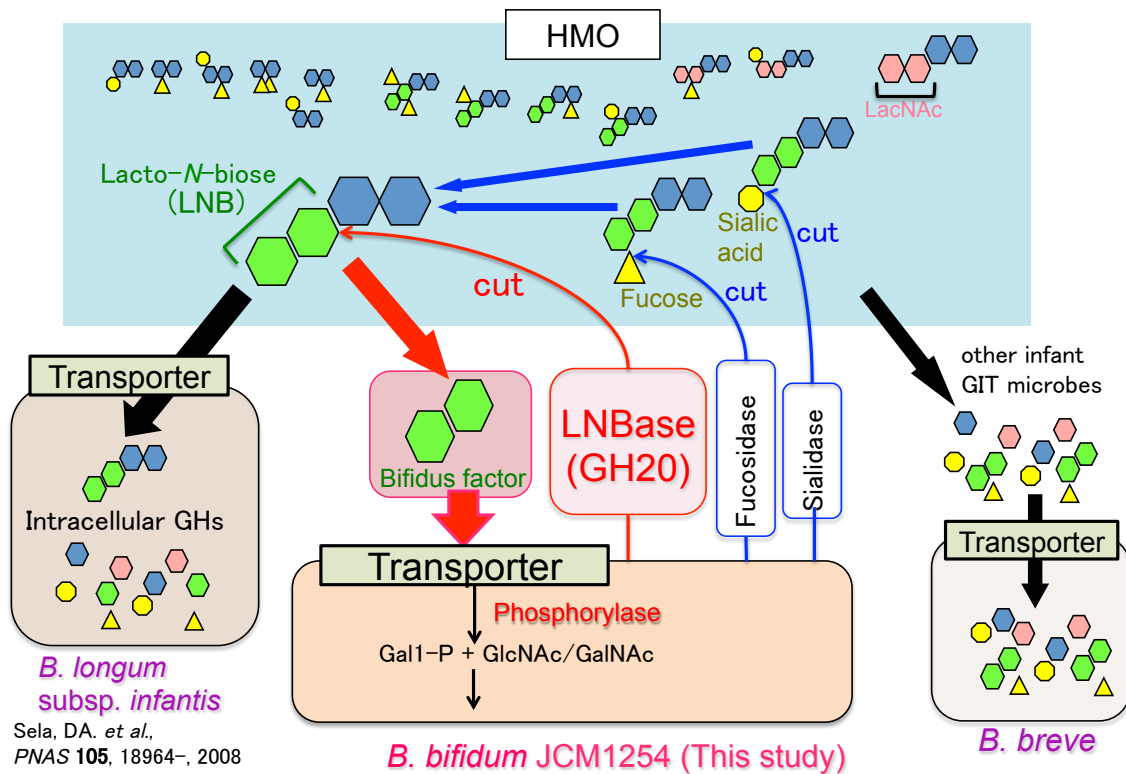 HMO
LacNAc
Lacto-N-biose
(LNB)
Sialic
acid
cut
Fucose
cut
cut
other infant
GIT microbes
Transporter
Bifidus factor
LNBase
(GH20)
Fucosidase
Sialidase
Intracellular GHs
Transporter
Transporter
Phosphorylase
Gal1-P + GlcNAc/GalNAc
B. longum
subsp. infantis
Sela, DA. et al.,
PNAS 105, 18964-, 2008
B. bifidum JCM1254 (This study)
B. breve